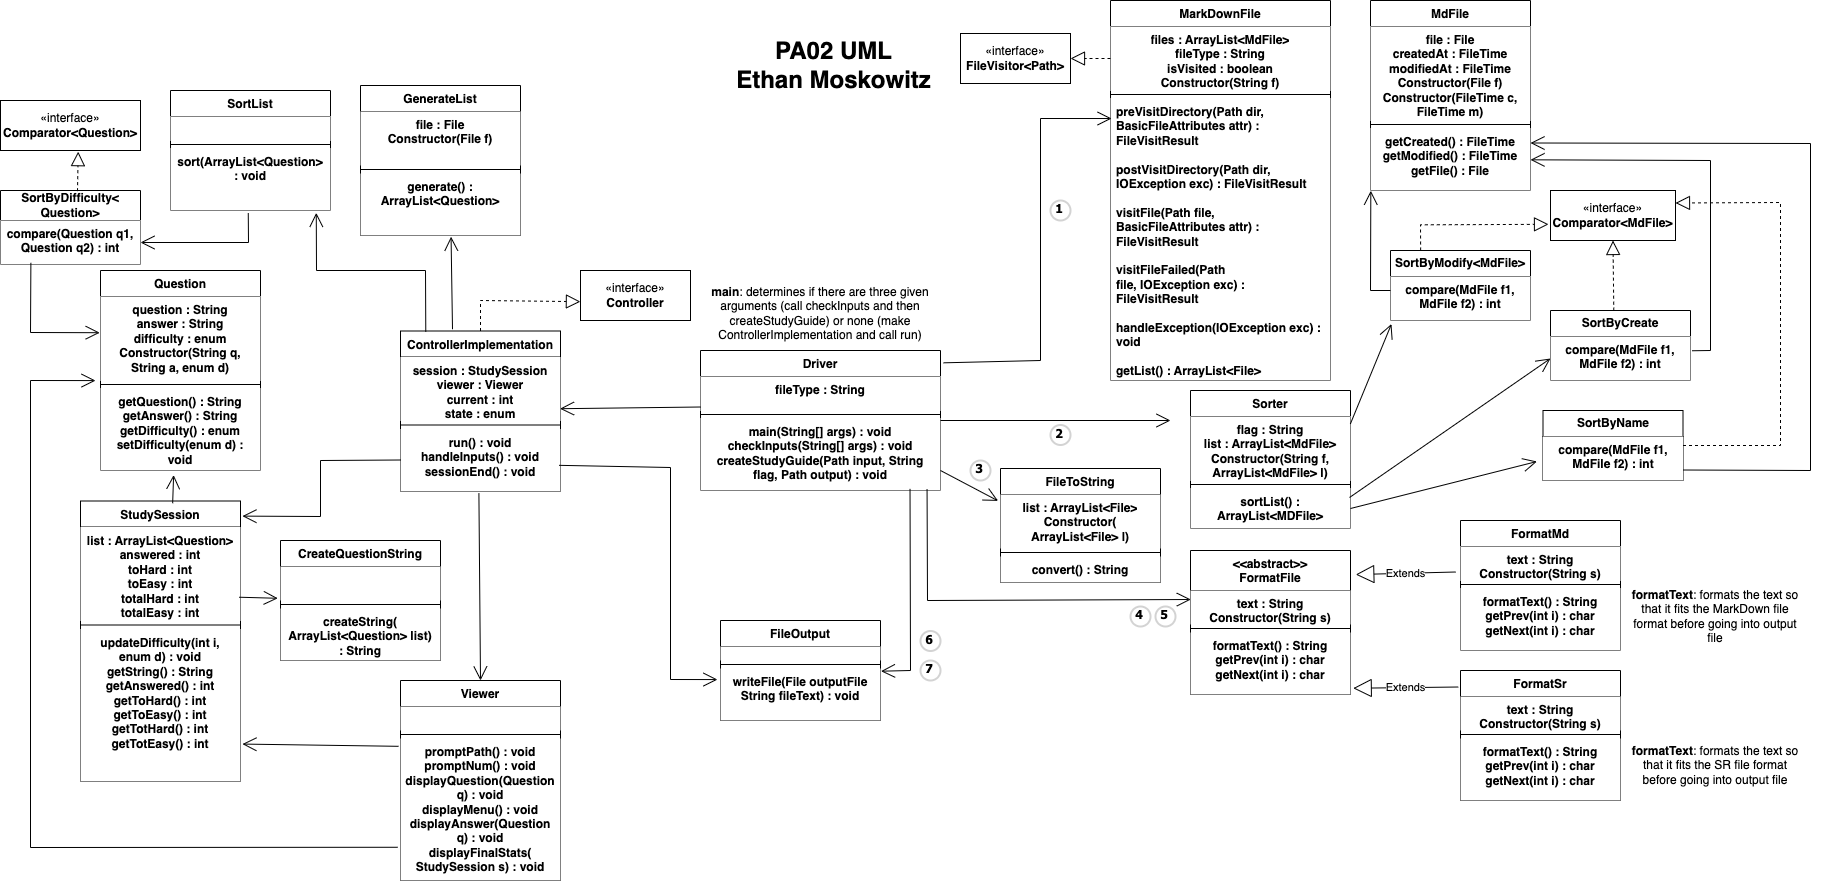 PA02 UML
Ethan Moskowitz
«interface»
Comparator<Question>
SortByDifficulty<
Question>
compare(Question q1,
Question q2) : int
SortList
sort(ArrayList<Question>
: void
GenerateList
file : File
Constructor(File f)
generate() :
ArrayList<Question>
Question
question : String
answer : String
difficulty : enum
Constructor(String q,
String a, enum d)
getQuestion() : String
getAnswer() : String
getDifficulty() : enum
setDifficulty(enum d) :
void
StudySession
list : ArrayList<Question>
answered : int
toHard : int
toEasy : int
totalHard : int
totalEasy : int
updateDifficulty(int i,
enum d) : void
getString() : String
getAnswered() : int
getToHard() : int
getToEasy() : int
getTotHard() : int
getTotEasy() : int
CreateQuestionString
createString(
ArrayList<Question> list)
: String
«interface»
Controller
ControllerImplementation
session : StudySession
viewer : Viewer
current : int
state : enum
run() : void
handleInputs() : void
sessionEnd() : void
Viewer
promptPath() : void
promptNum() : void
displayQuestion(Question
q) : void
displayMenu() : void
displayAnswer(Question
q) : void
displayFinalStats(
StudySession s) : void
main: determines if there are three given
arguments (call checkInputs and then
createStudyGuide) or none (make
ControllerImplementation and call run)
Driver
fileType : String
main(String[] args) : void
checkInputs(String[] args) : void
createStudyGuide(Path input, String
flag, Path output) : void
FileOutput
writeFile(File outputFile
String fileText) : void
1
2
3
4
5
6
7
«interface»
FileVisitor<Path>
MarkDownFile
files : ArrayList<MdFile>
fileType : String
isVisited : boolean
Constructor(String f)
preVisitDirectory(Path dir,
BasicFileAttributes attr) :
FileVisitResult
postVisitDirectory(Path dir,
IOException exc) : FileVisitResult
visitFile(Path file,
BasicFileAttributes attr) :
FileVisitResult
visitFileFailed(Path
file, IOException exc) :
FileVisitResult
handleException(IOException exc) :
void
getList() : ArrayList<File>
FileToString
list : ArrayList<File>
Constructor(
ArrayList<File> l)
convert() : String
MdFile
file : File
createdAt : FileTime
modifiedAt : FileTime
Constructor(File f)
Constructor(FileTime c,
FileTime m)
getCreated() : FileTime
getModified() : FileTime
getFile() : File
«interface»
Comparator<MdFile>
SortByModify<MdFile>
compare(MdFile f1,
MdFile f2) : int
SortByCreate
compare(MdFile f1,
MdFile f2) : int
SortByName
compare(MdFile f1,
MdFile f2) : int
Sorter
flag : String
list : ArrayList<MdFile>
Constructor(String f,
ArrayList<MdFile> l)
sortList() :
ArrayList<MDFile>
<<abstract>>
FormatFile
text : String
Constructor(String s)
formatText() : String
getPrev(int i) : char
getNext(int i) : char
Extends
Extends
FormatMd
text : String
Constructor(String s)
formatText() : String
getPrev(int i) : char
getNext(int i) : char
formatText: formats the text so
that it fits the MarkDown file
format before going into output
file
FormatSr
text : String
Constructor(String s)
formatText() : String
getPrev(int i) : char
getNext(int i) : char
formatText: formats the text so
that it fits the SR file format
before going into output file